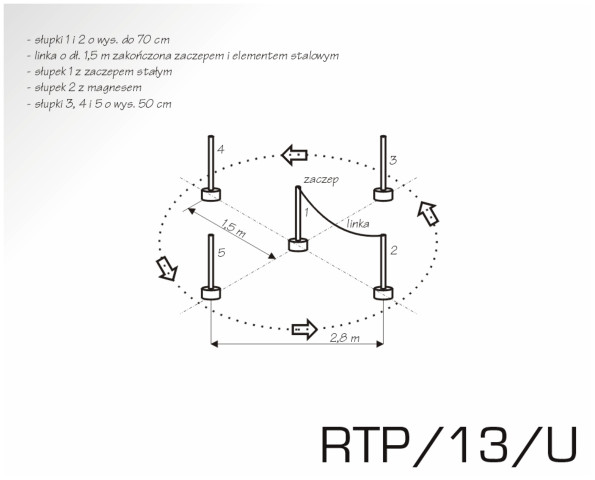 - słupki 1 i 2 o wys. do 70 cm
- linka o dł. 1,5 m zakończona zaczepem i elementem stalowym
- słupek 1 z zaczepem stałym
- słupek 2 z magnesem
- słupki 3, 4 i 5 o wys. 50 cm
4
3
zaczep
1
linka
1,5 m
5
2
2,8 m
RTP/13/U